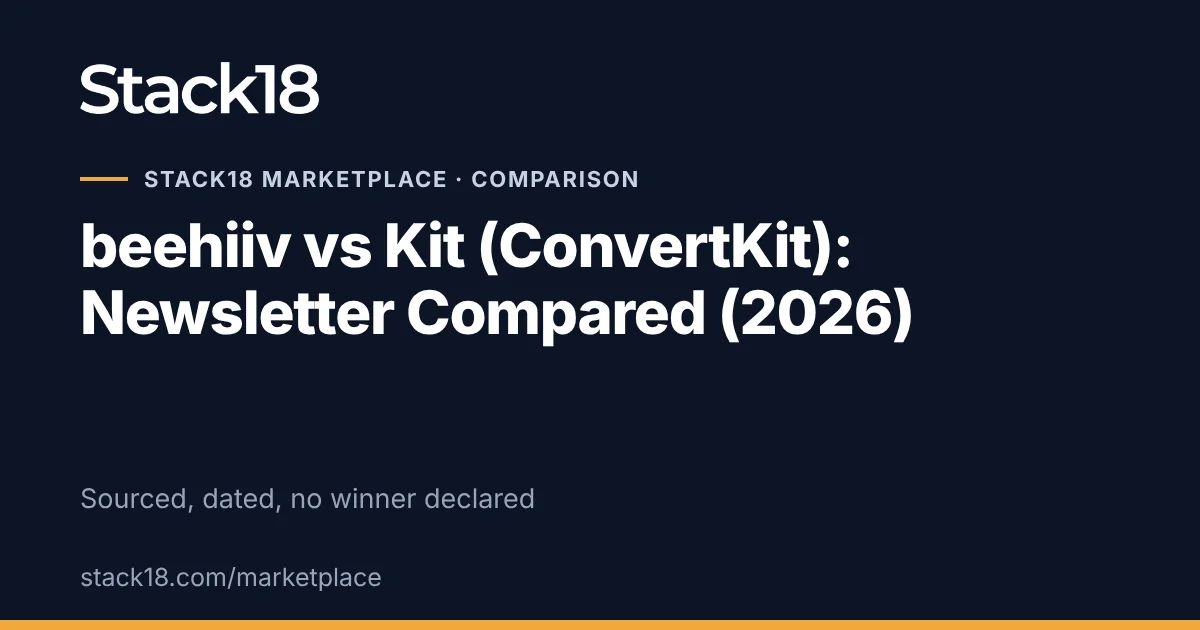 Stack18
STACK18 MARKETPLACE · COMPARISON
beehiiv vs Kit (ConvertKit):
Newsletter Compared (2026)
Sourced, dated, no winner declared
stack18.com/marketplace